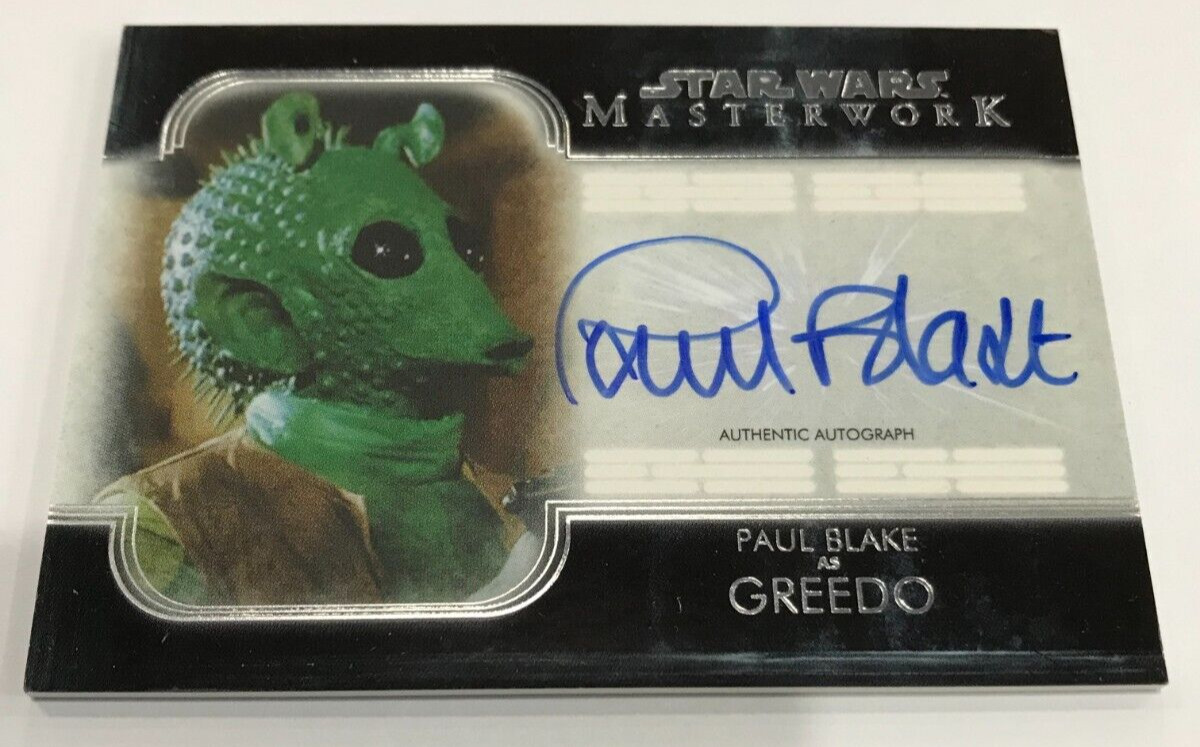 STAR WARS
MASTERWORK
Paul Blake
AUTHENTIC AUTOGRAPH
PAUL BLAKE
AS
GREEDO